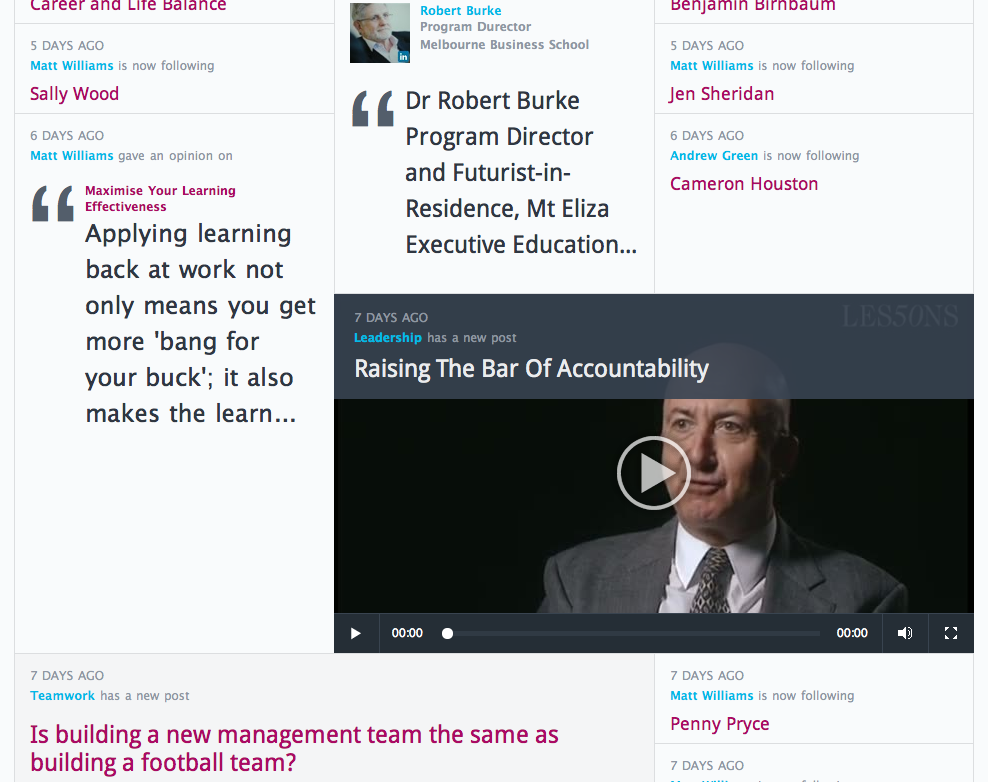 Career and Life Balance
5 DAYS AGO
Matt Williams is now following
Sally Wood
6 DAYS AGO
Matt Williams gave an opinion on
Maximise Your Learning
Effectiveness
Applying learning
back at work not
only means you get
more 'bang for
your buck'; it also
makes the learn...
Robert Burke
Program Durector
Melbourne Business School
in
Dr Robert Burke
Program Director
and Futurist-in-
Residence, Mt Eliza
Executive Education...
Benjamin Birnbaum
5 DAYS AGO
Matt Williams is now following
Jen Sheridan
6 DAYS AGO
Andrew Green is now following
Cameron Houston
7 DAYS AGO
Leadership has a new post
Raising The Bar Of Accountability
LES50NS
00:00
00:00
7 DAYS AGO
Teamwork has a new post
Is building a new management team the same as
building a football team?
7 DAYS AGO
Matt Williams is now following
Penny Pryce
7 DAYS AGO